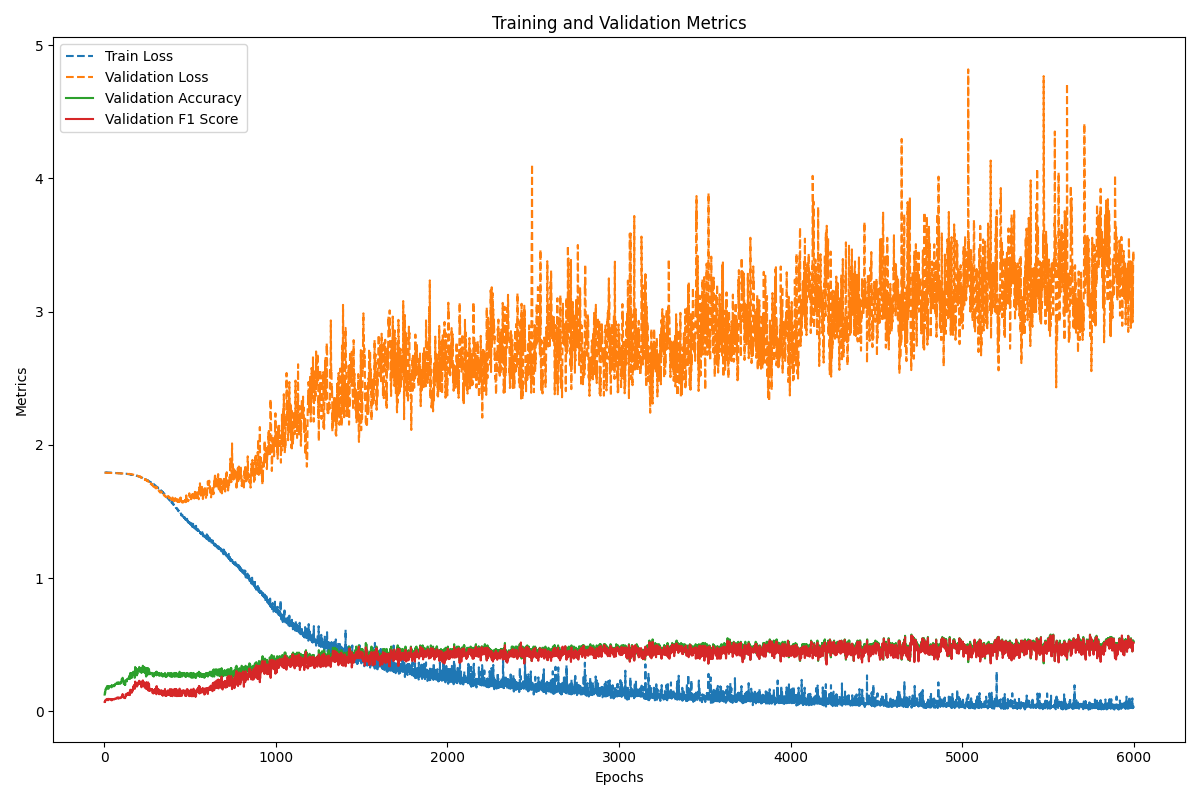 Training and Validation Metrics
Train Loss
Validation Loss
Validation Accuracy
Validation F1 Score
Metrics
5
4
3
2
1
0
0 1000 2000 3000 4000 5000 6000
Epochs